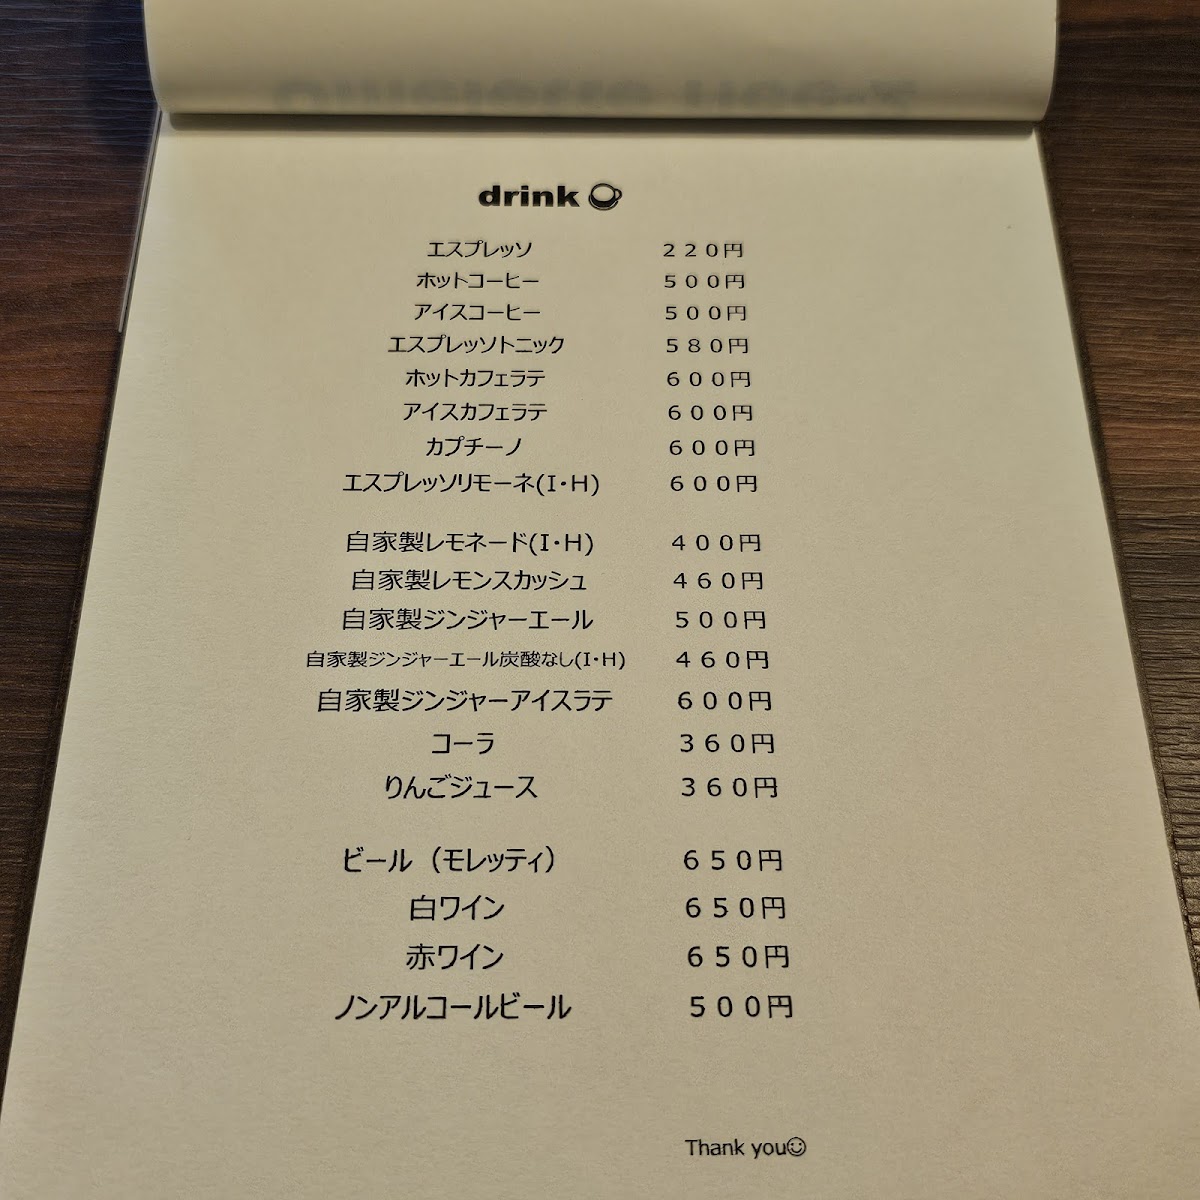 drink
エスプレッソ ２２０円
ホットコーヒー ５００円
アイスコーヒー ５００円
エスプレッソトニック ５８０円
ホットカフェラテ ６００円
アイスカフェラテ ６００円
カプチーノ ６００円
エスプレッソリモーネ(I・H) ６００円
自家製レモネード(I・H) ４００円
自家製レモンスカッシュ ４６０円
自家製ジンジャーエール ５００円
自家製ジンジャーエール炭酸なし(I・H) ４６０円
自家製ジンジャーアイスラテ ６００円
コーラ ３６０円
りんごジュース ３６０円
ビール（モレッティ） ６５０円
白ワイン ６５０円
赤ワイン ６５０円
ノンアルコールビール ５００円
Thank you☺